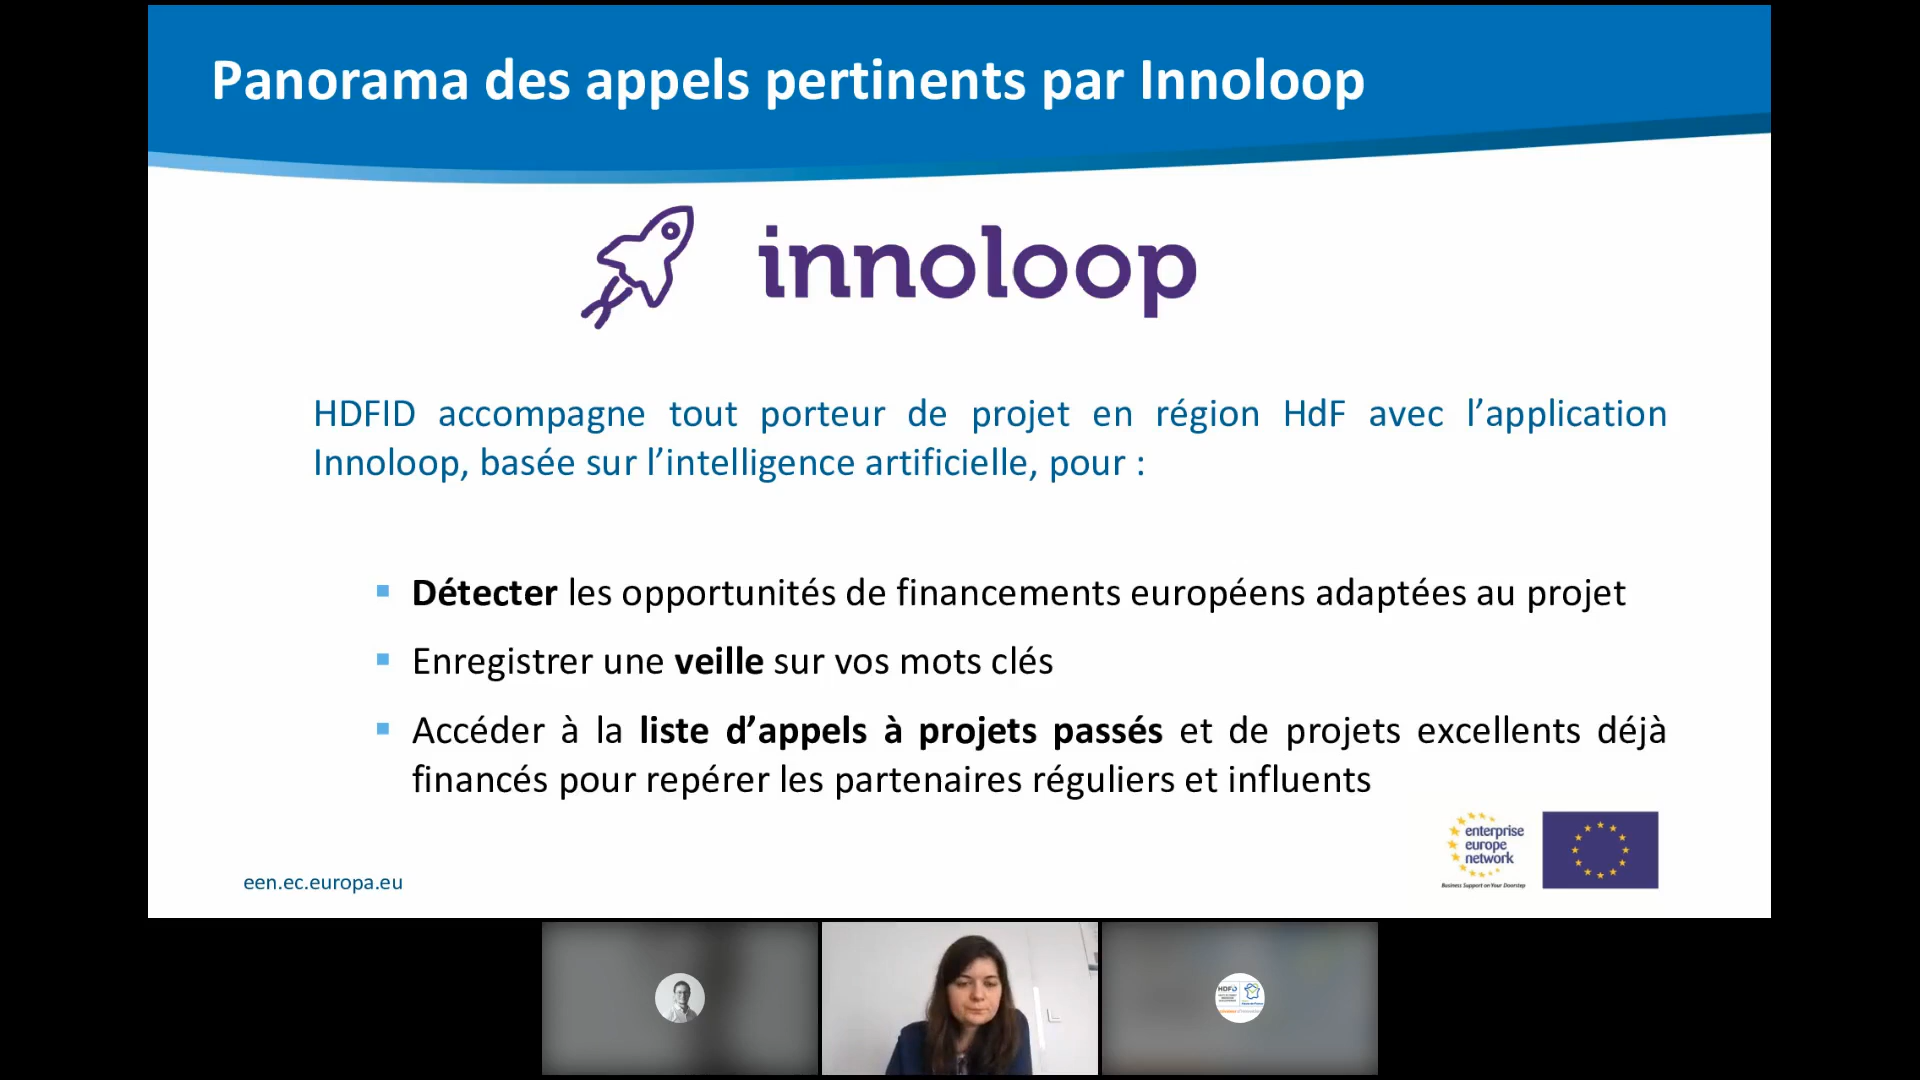 Panorama des appels pertinents par Innoloop
innoloop
HDFID accompagne tout porteur de projet en région HdF avec l’application
Innoloop, basée sur l’intelligence artificielle, pour :
Détecter les opportunités de financements européens adaptées au projet
Enregistrer une veille sur vos mots clés
Accéder à la liste d’appels à projets passés et de projets excellents déjà
financés pour repérer les partenaires réguliers et influents
enterprise
europe
network
Business Support on Your Doorstep
een.ec.europa.eu
HDFID